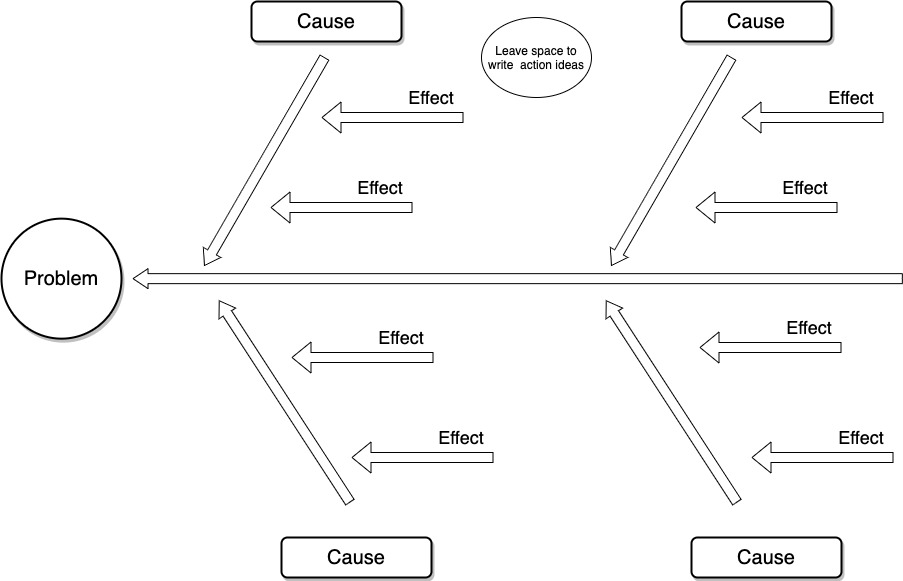 Cause
Cause
Leave space to
write action ideas
Effect
Effect
Effect
Effect
Problem
Effect
Effect
Effect
Effect
Cause
Cause